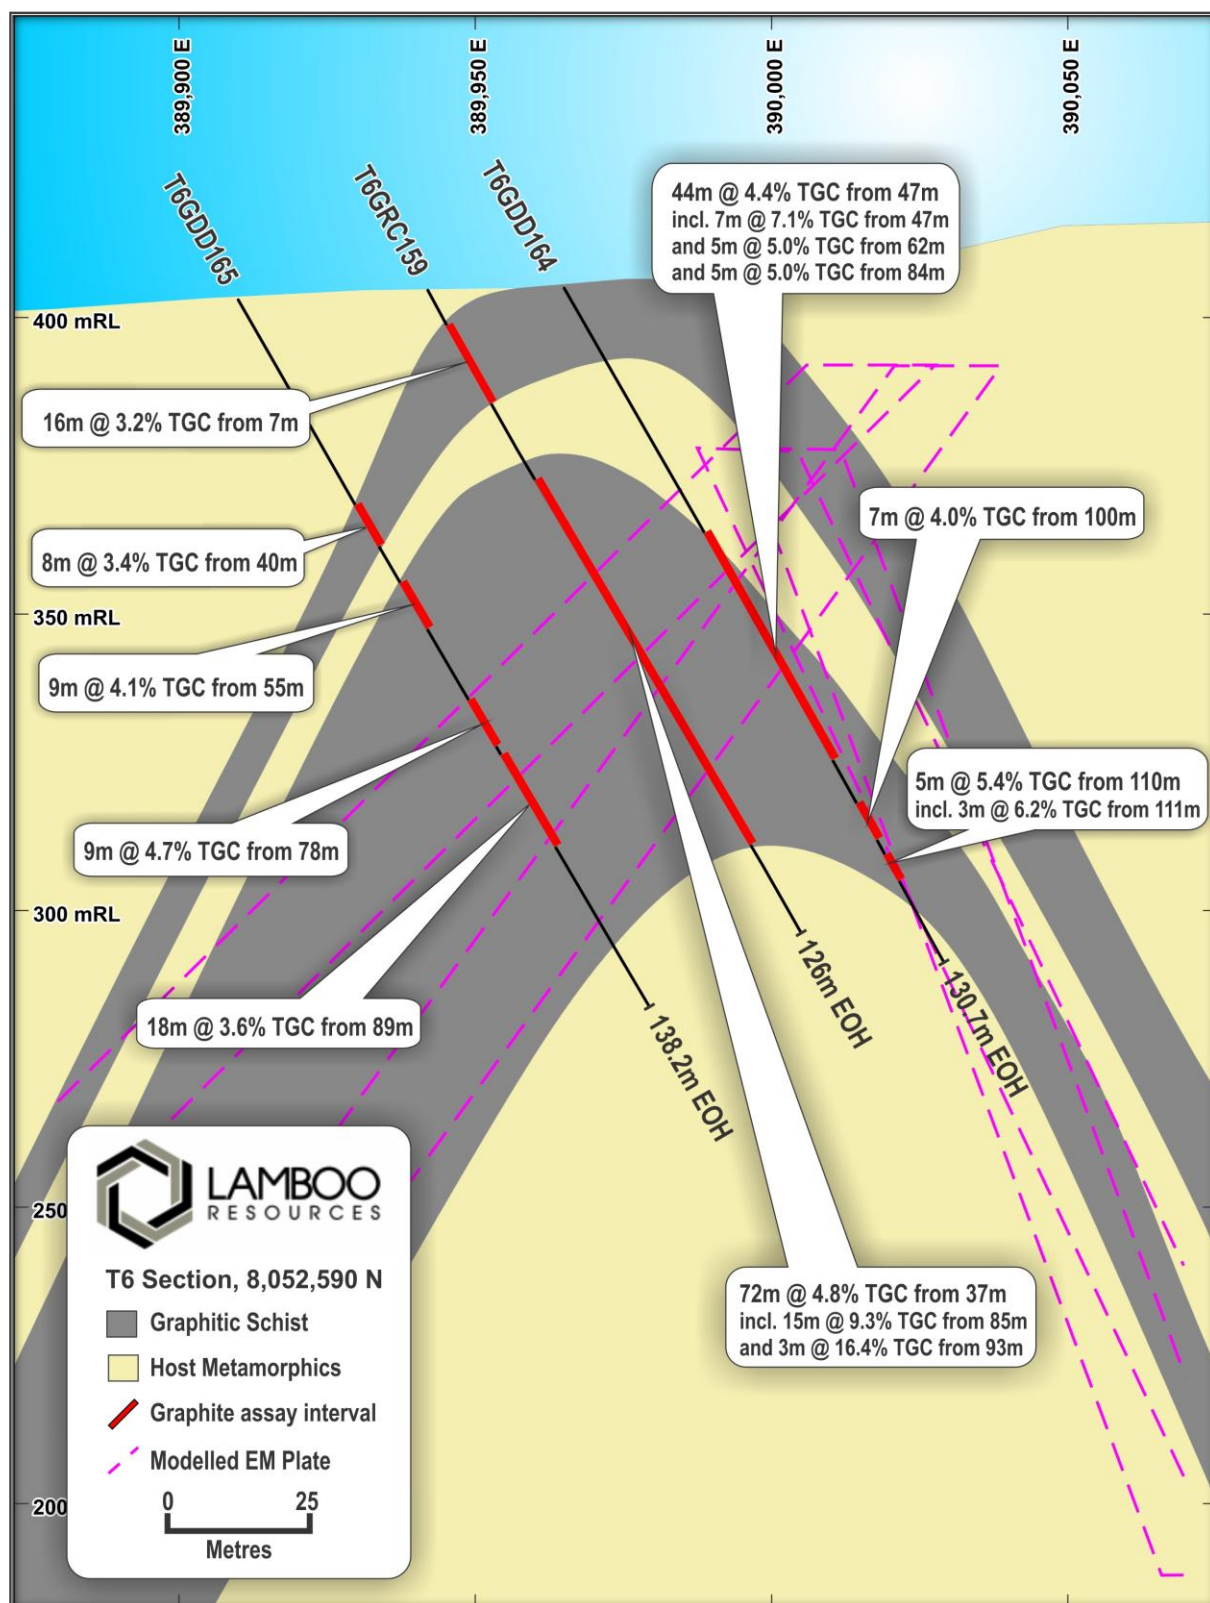 389,900 E
389,950 E
390,000 E
390,050 E
T6GDD165
T6GRC159
T6GDD164
44m @ 4.4% TGC from 47m
incl. 7m @ 7.1% TGC from 47m
and 5m @ 5.0% TGC from 62m
and 5m @ 5.0% TGC from 84m
400 mRL
16m @ 3.2% TGC from 7m
7m @ 4.0% TGC from 100m
8m @ 3.4% TGC from 40m
350 mRL
9m @ 4.1% TGC from 55m
5m @ 5.4% TGC from 110m
incl. 3m @ 6.2% TGC from 111m
9m @ 4.7% TGC from 78m
300 mRL
18m @ 3.6% TGC from 89m
138.2m EOH
126m EOH
130.7m EOH
250
LAMBOO
RESOURCES
T6 Section, 8,052,590 N
Graphitic Schist
Host Metamorphics
Graphite assay interval
Modelled EM Plate
0 25
Metres
72m @ 4.8% TGC from 37m
incl. 15m @ 9.3% TGC from 85m
and 3m @ 16.4% TGC from 93m
200